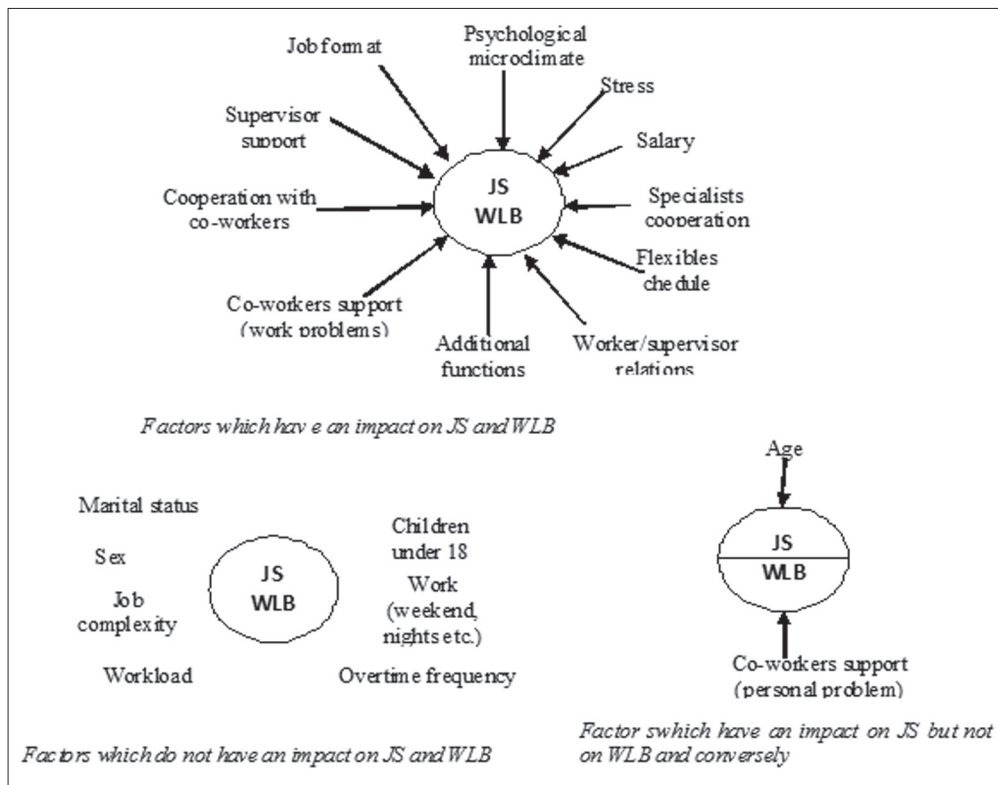 Job format
Psychological
microclimate
Stress
Supervisor
support
Salary
Cooperation with
co-workers
JS
WLB
Specialists
cooperation
Flexibles
chedule
Co-workers support
(work problems)
Additional
functions
Worker/supervisor
relations
Factors which have an impact on JS and WLB
Marital status
Sex
Job
complexity
Workload
JS
WLB
Children
under 18
Work
(weekend,
nights etc.)
Overtime frequency
Factors which do not have an impact on JS and WLB
Age
JS
WLB
Co-workers support
(personal problem)
Factor swhich have an impact on JS but not
on WLB and conversely